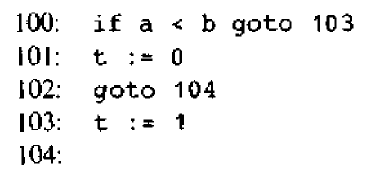 100: if a < b goto 103
101: t := 0
102: goto 104
103: t := 1
104: